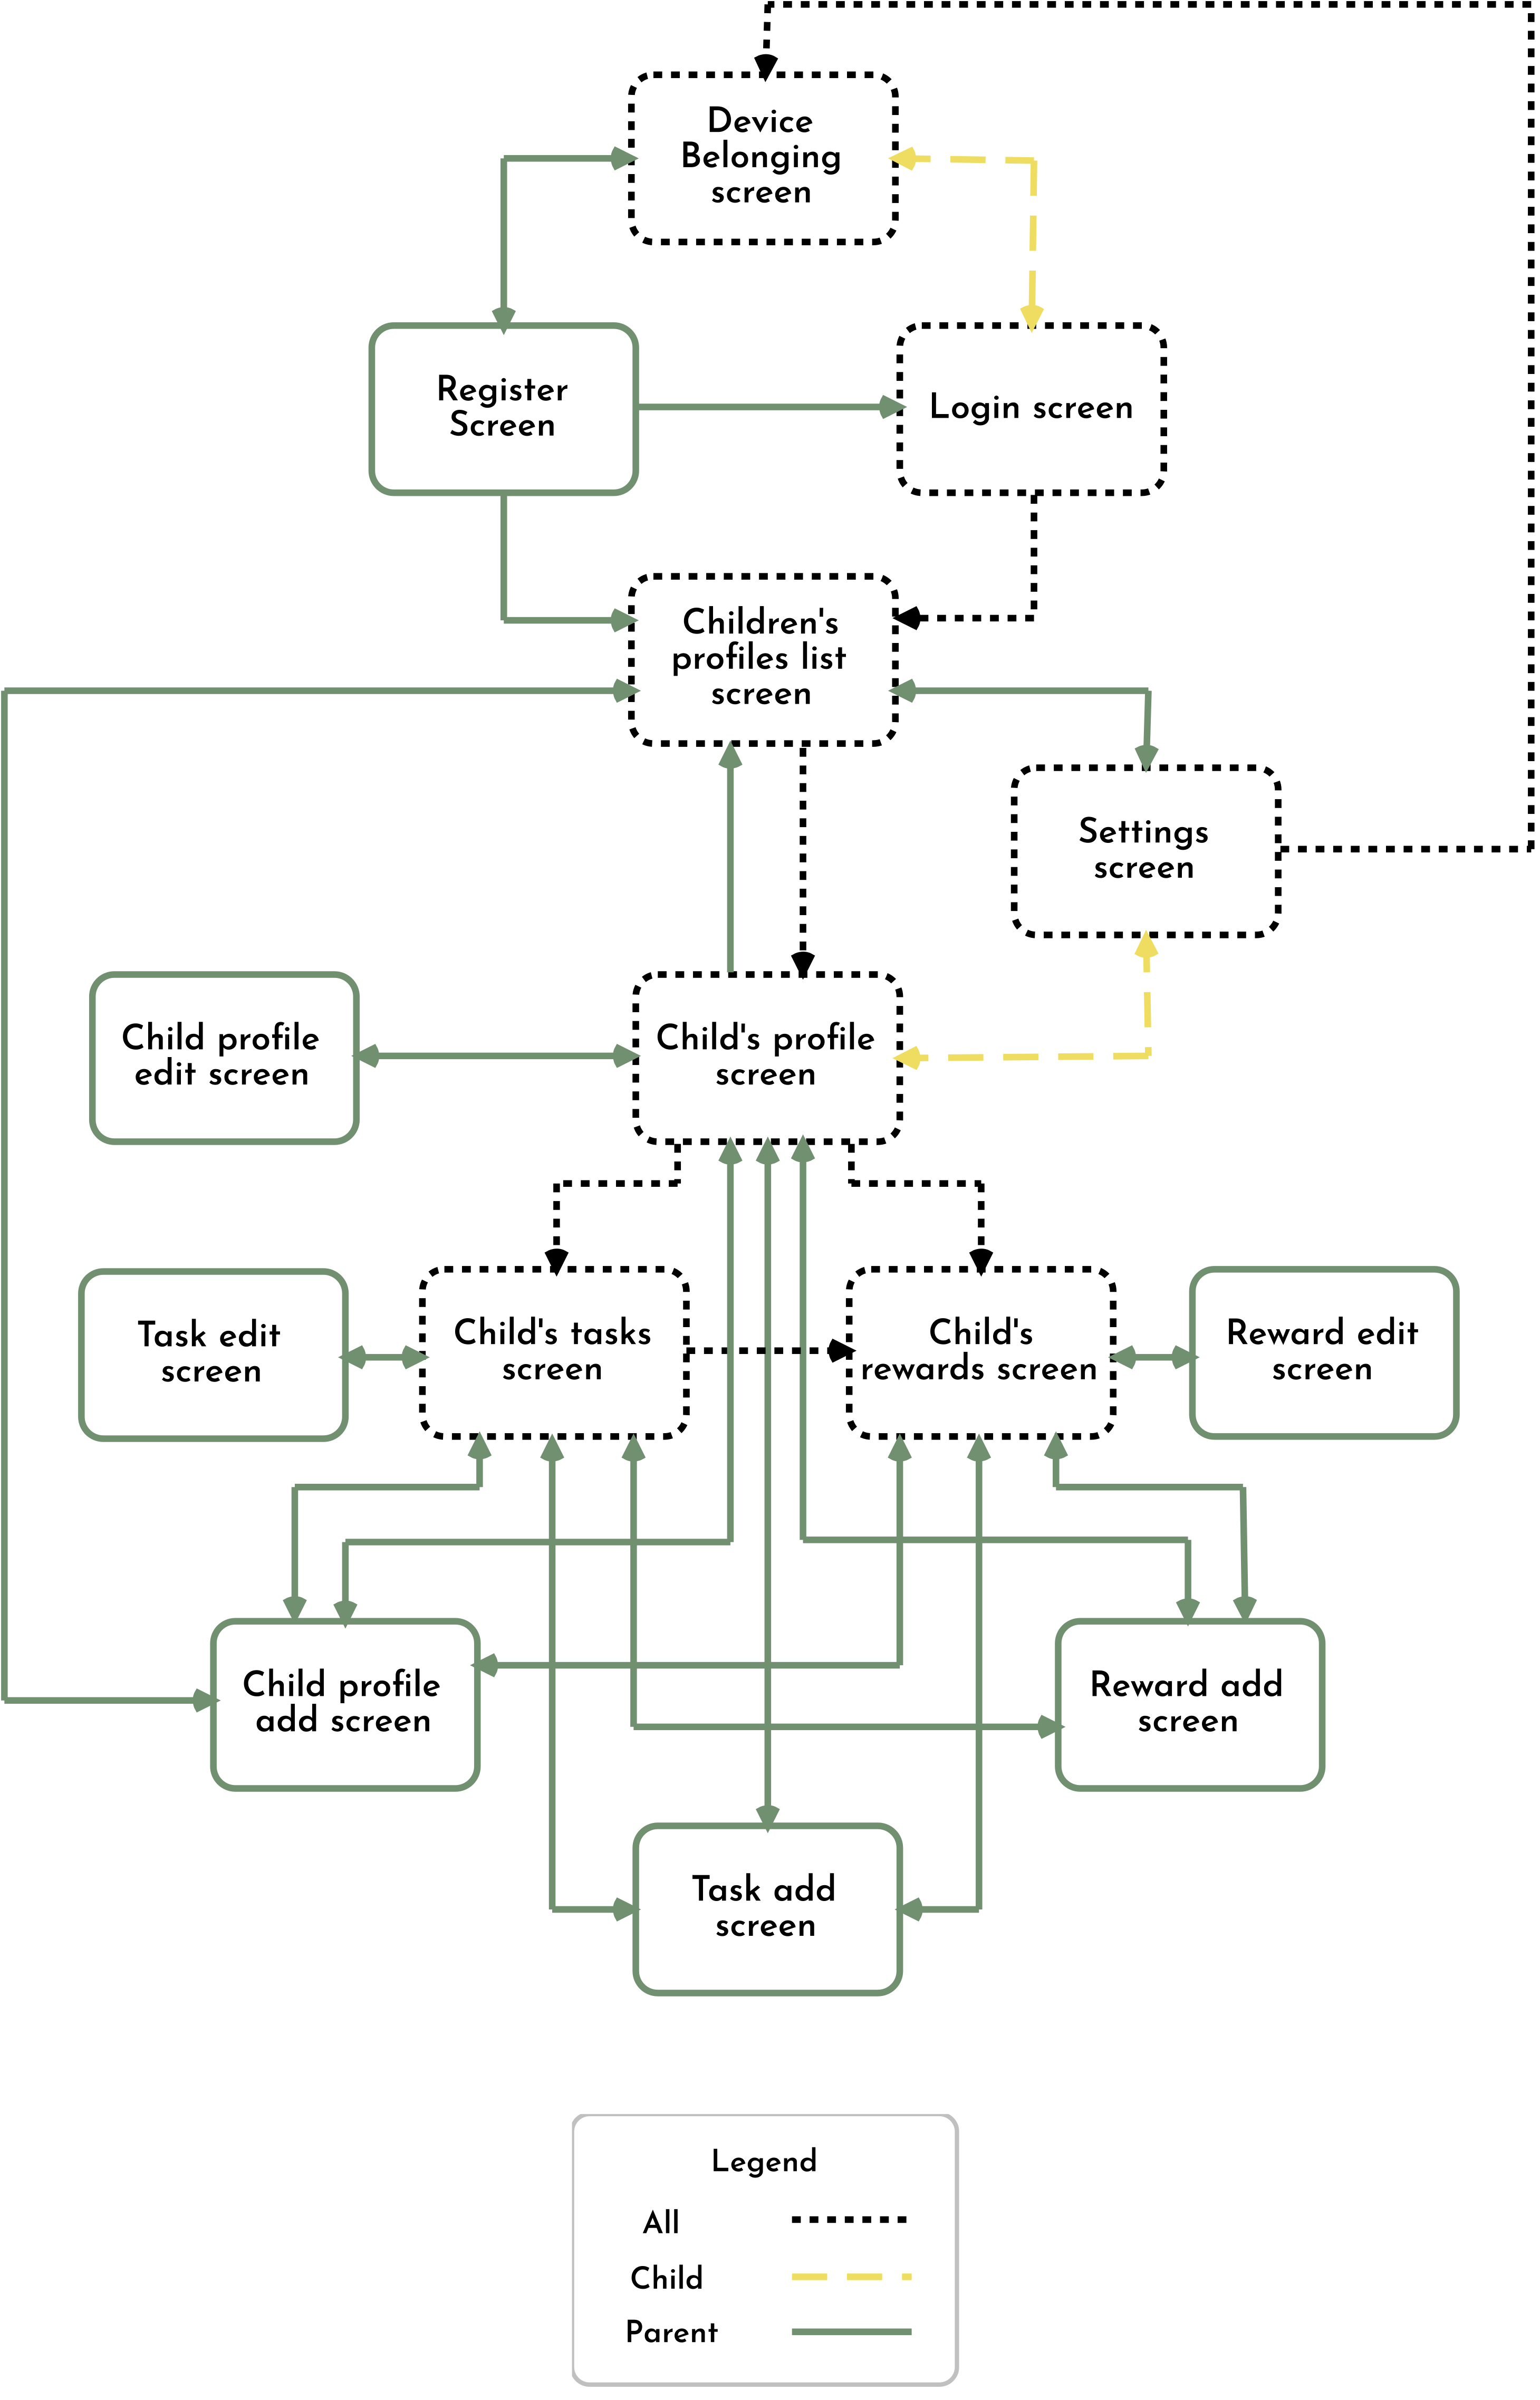 Device
Belonging
screen
Register
Screen
Login screen
Children's
profiles list
screen
Settings
screen
Child profile
edit screen
Child's profile
screen
Task edit
screen
Child's tasks
screen
Child's
rewards screen
Reward edit
screen
Child profile
add screen
Reward add
screen
Task add
screen
Legend
All
Child
Parent